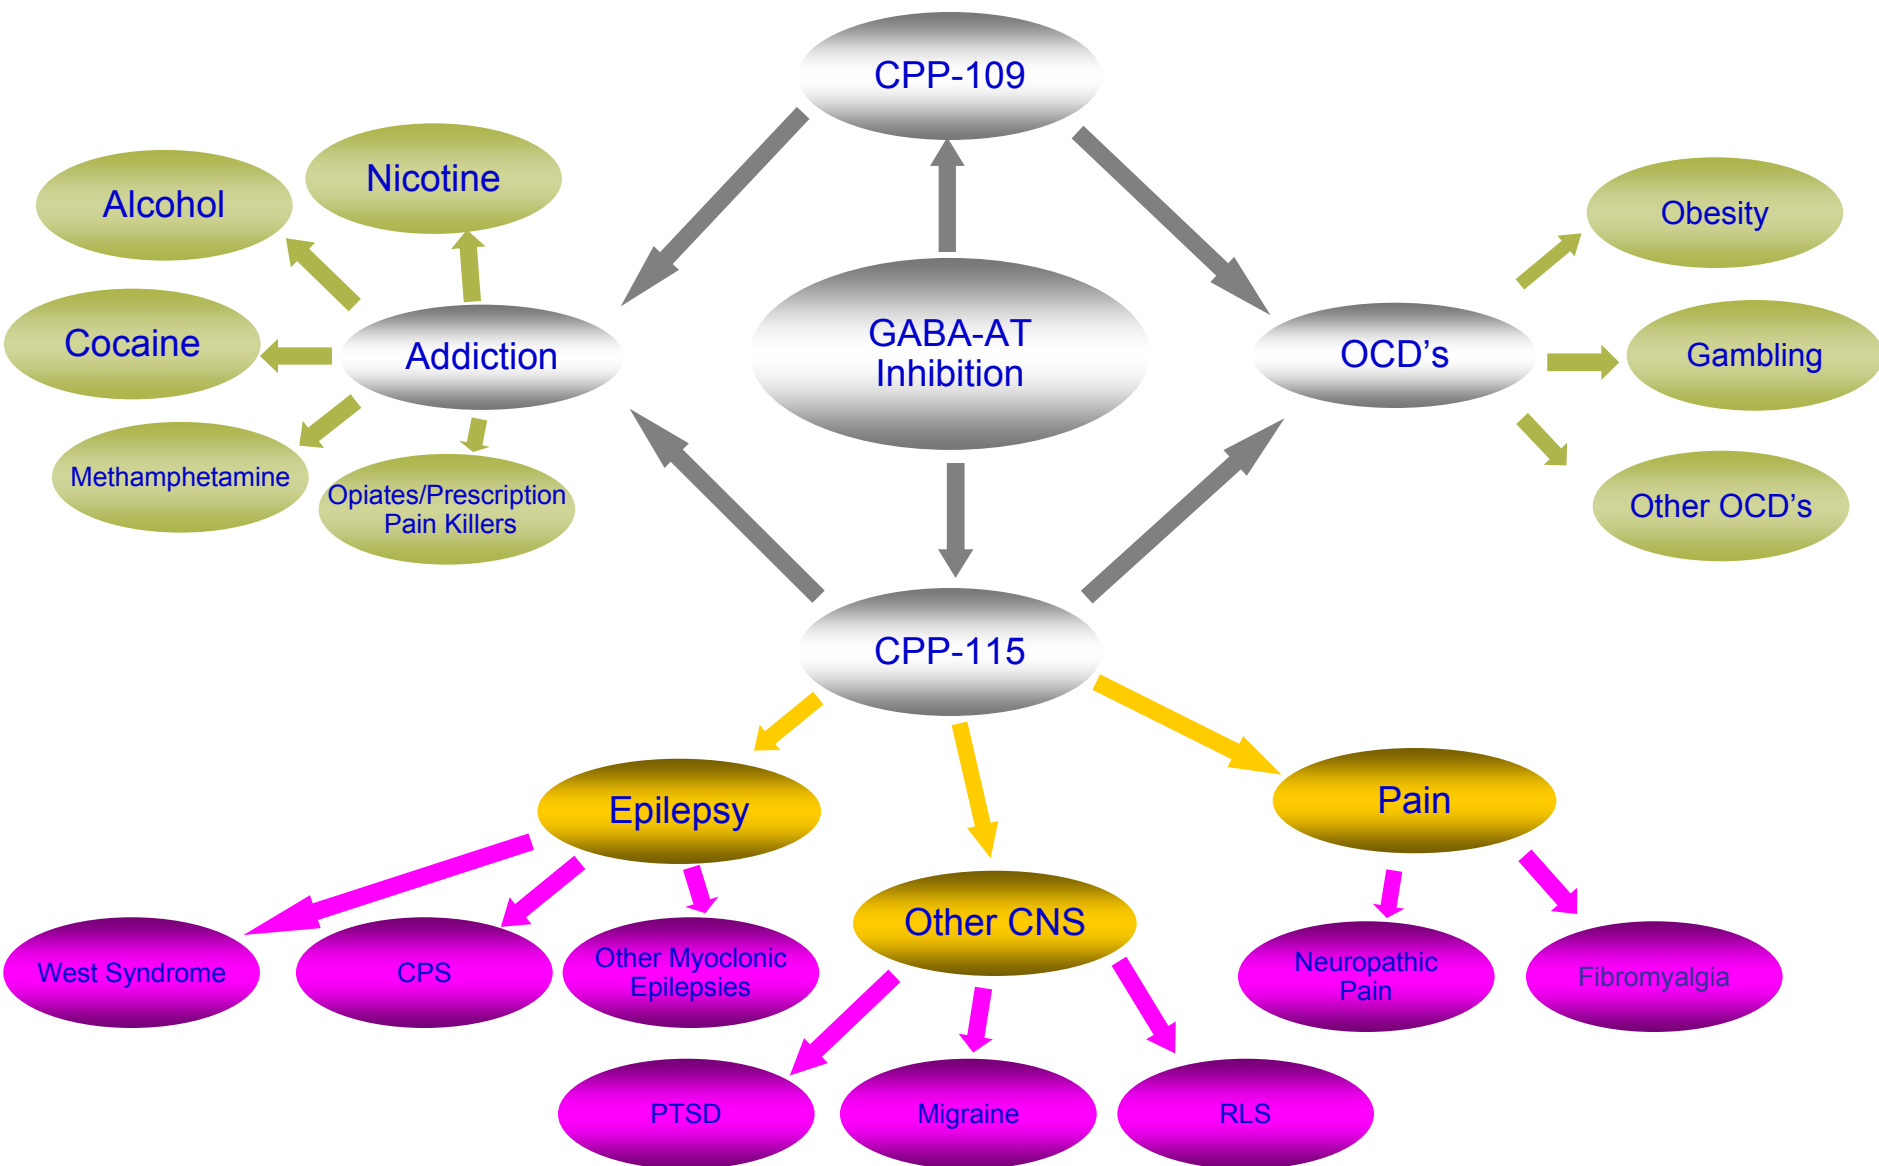 CPP-109
Nicotine
Alcohol
Obesity
GABA-AT
Inhibition
Cocaine
Addiction
OCD’s
Gambling
Methamphetamine
Opiates/Prescription
Pain Killers
Other OCD’s
CPP-115
Epilepsy
Pain
Other CNS
West Syndrome
CPS
Other Myoclonic
Epilepsies
Neuropathic
Pain
Fibromyalgia
PTSD
Migraine
RLS